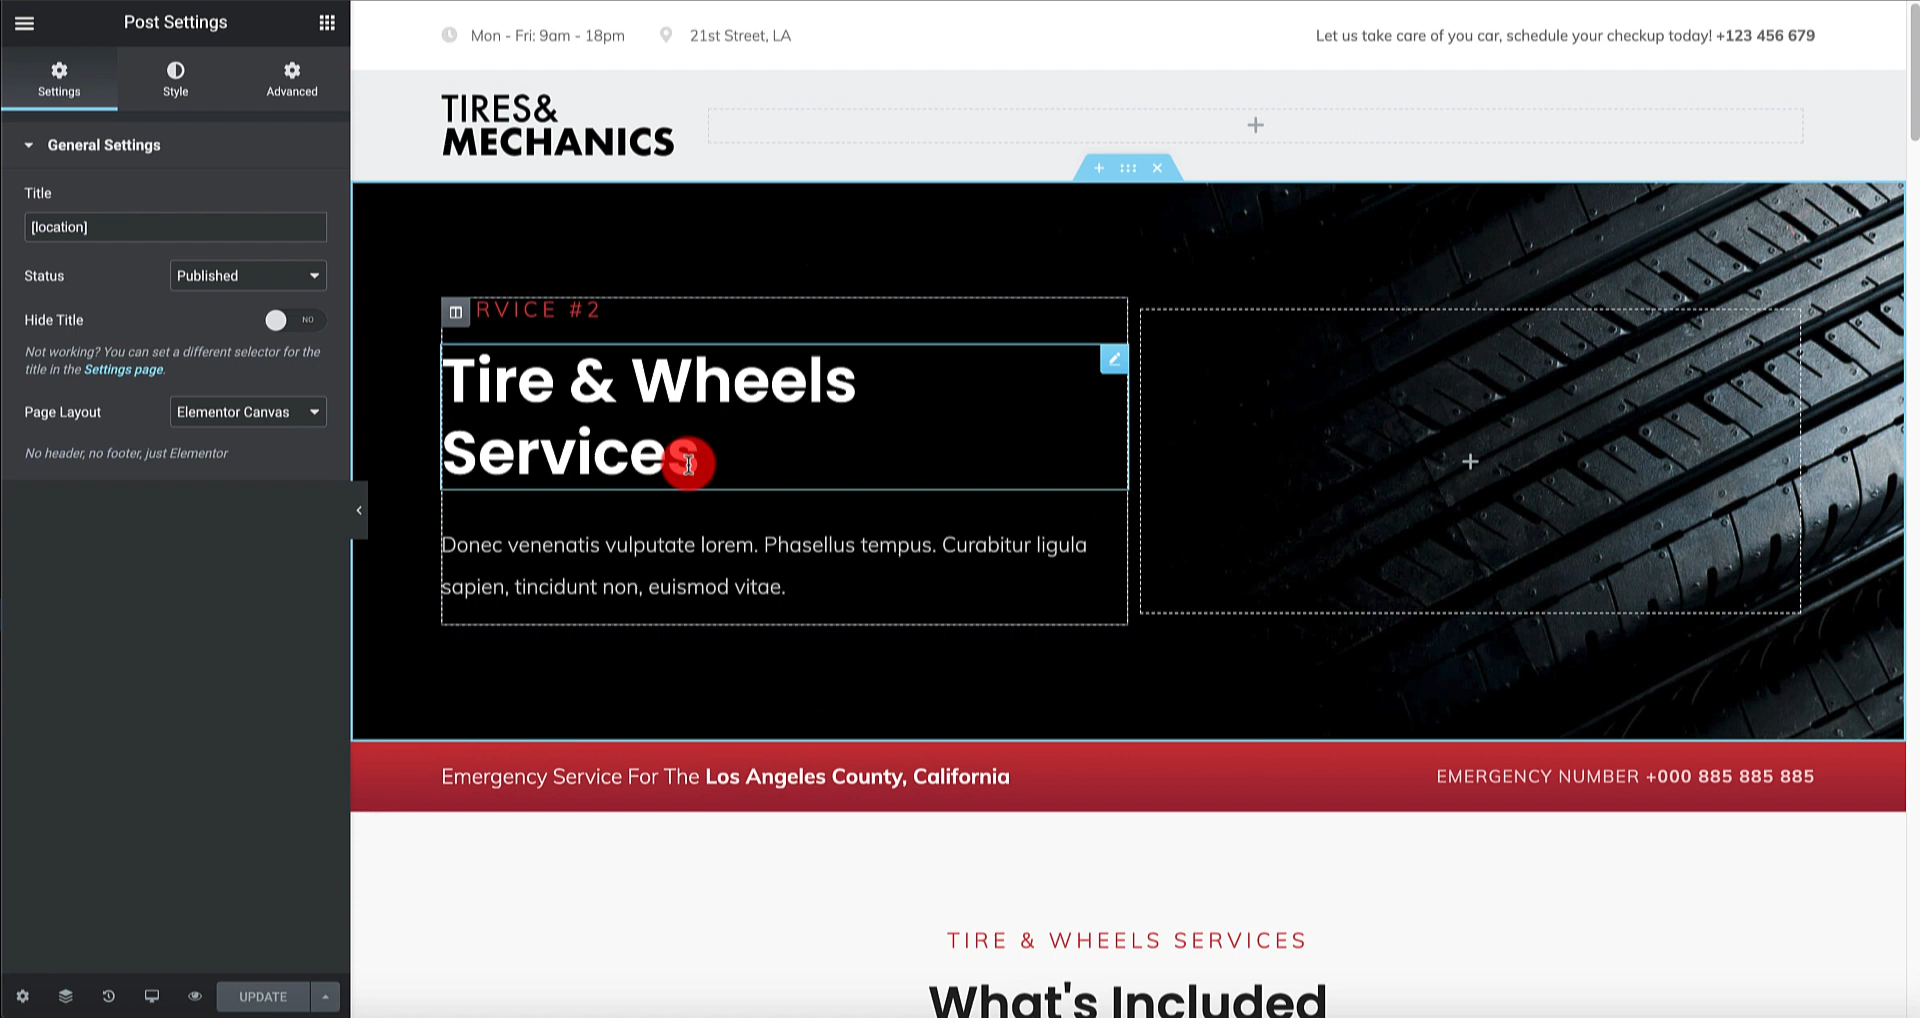 Post Settings
Settings
Style
Advanced
General Settings
Title
[location]
Status
Published
Hide Title
NO
Not working? You can set a different selector for the
title in the Settings page.
Page Layout
Elementor Canvas
No header, no footer, just Elementor
UPDATE
Mon - Fri: 9am - 18pm
21st Street, LA
Let us take care of you car, schedule your checkup today! +123 456 679
TIRES&
MECHANICS
RVICE #2
Tire & Wheels
Services
Donec venenatis vulputate lorem. Phasellus tempus. Curabitur ligula
sapien, tincidunt non, euismod vitae.
Emergency Service For The Los Angeles County, California
EMERGENCY NUMBER +000 885 885 885
TIRE & WHEELS SERVICES
What's Included